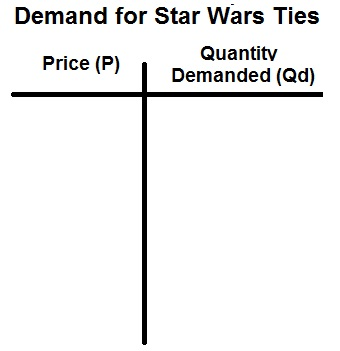 Demand for Star Wars Ties
Price (P)
Quantity
Demanded (Qd)